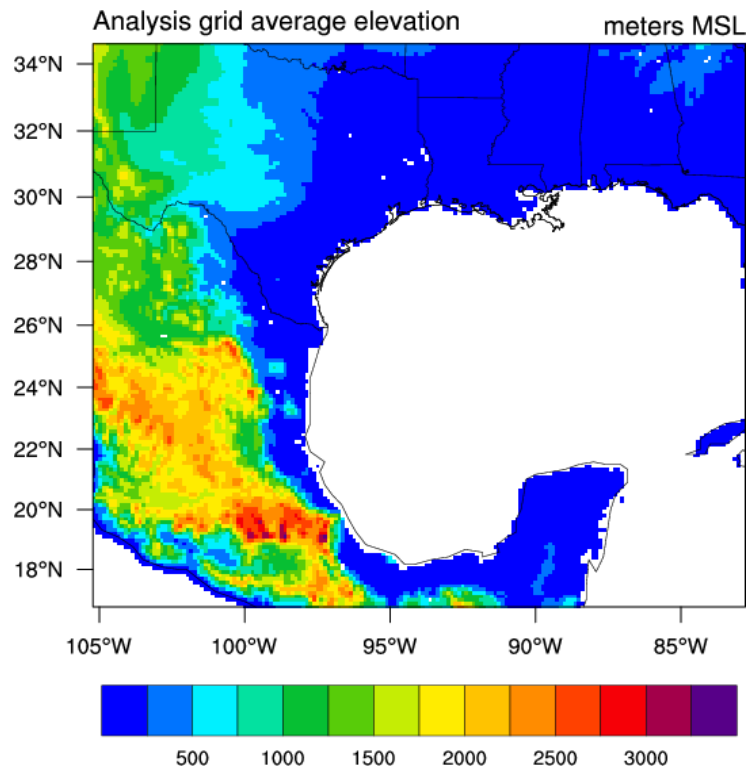 Analysis grid average elevation
meters MSL
34°N
32°N
30°N
28°N
26°N
24°N
22°N
20°N
18°N
105°W 100°W 95°W 90°W 85°W
500 1000 1500 2000 2500 3000